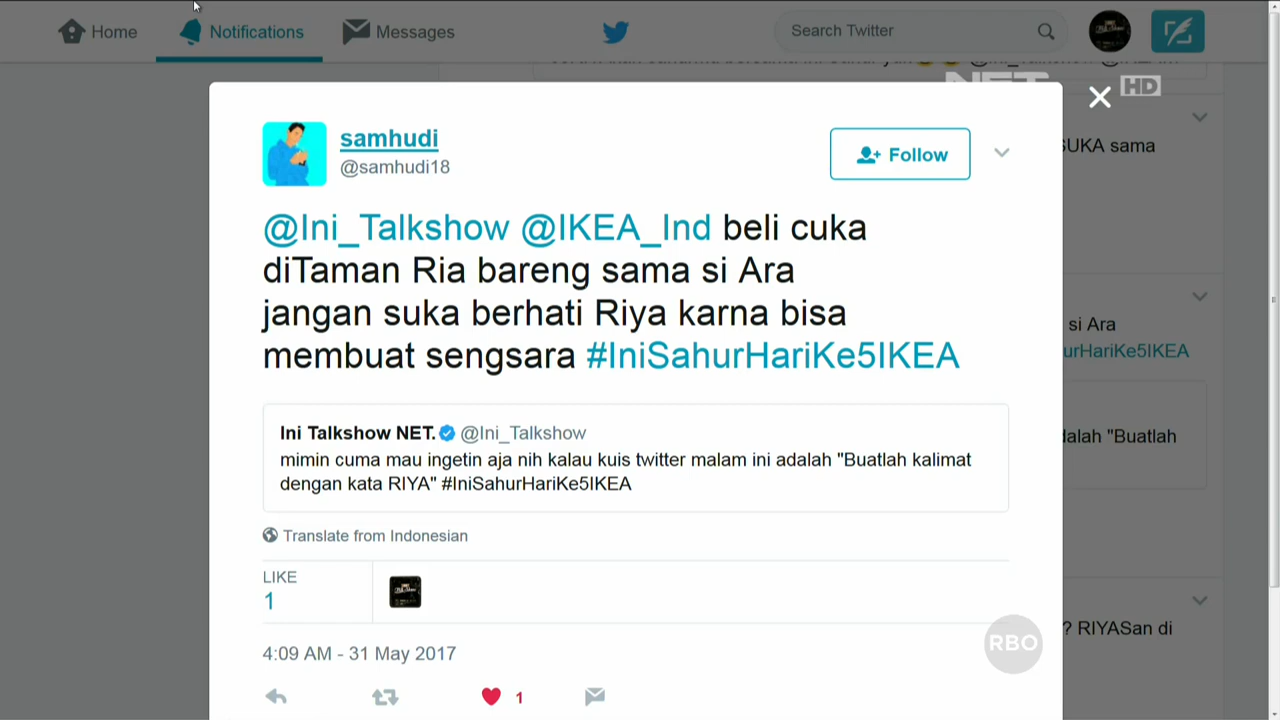 Home
Notifications
Messages
Search Twitter
HD
samhudi
@samhudi18
Follow
@Ini_Talkshow @IKEA_Ind beli cuka
diTaman Ria bareng sama si Ara
jangan suka berhati Riya karna bisa
membuat sengsara #IniSahurHariKe5IKEA
Ini Talkshow NET. @Ini_Talkshow
mimin cuma mau ingetin aja nih kalau kuis twitter malam ini adalah "Buatlah kalimat
dengan kata RIYA" #IniSahurHariKe5IKEA
Translate from Indonesian
LIKE
1
4:09 AM - 31 May 2017
1
RBO
SUKA sama
si Ara
urHariKe5IKEA
dalah "Buatlah
? RIYASan di